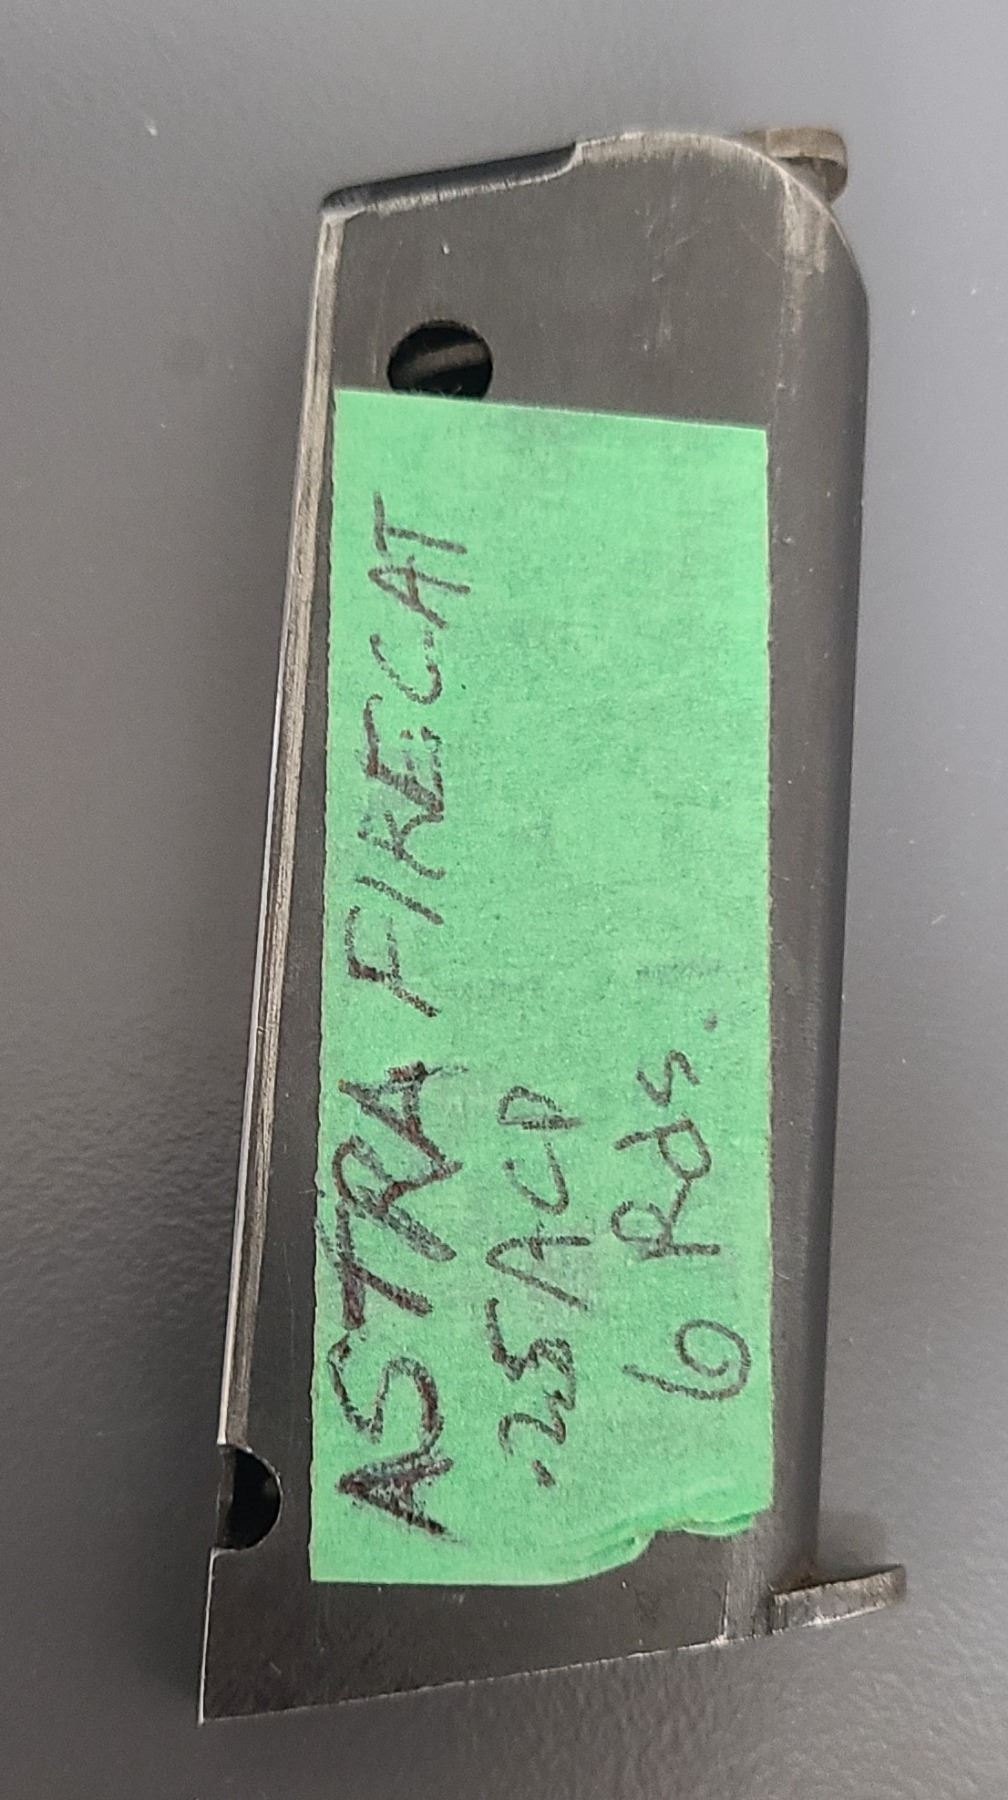 ASTRA FIRECAT
.25 ACP
6 Rds.